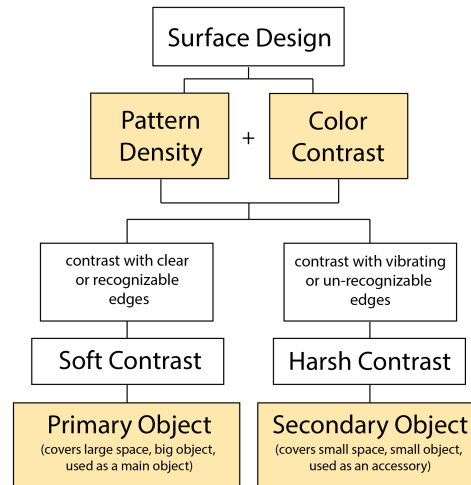 Surface Design
Pattern
Density
+
Color
Contrast
contrast with clear
or recognizable
edges
contrast with vibrating
or un-recognizable
edges
Soft Contrast
Harsh Contrast
Primary Object
(covers large space, big object,
used as a main object)
Secondary Object
(covers small space, small object,
used as an accessory)